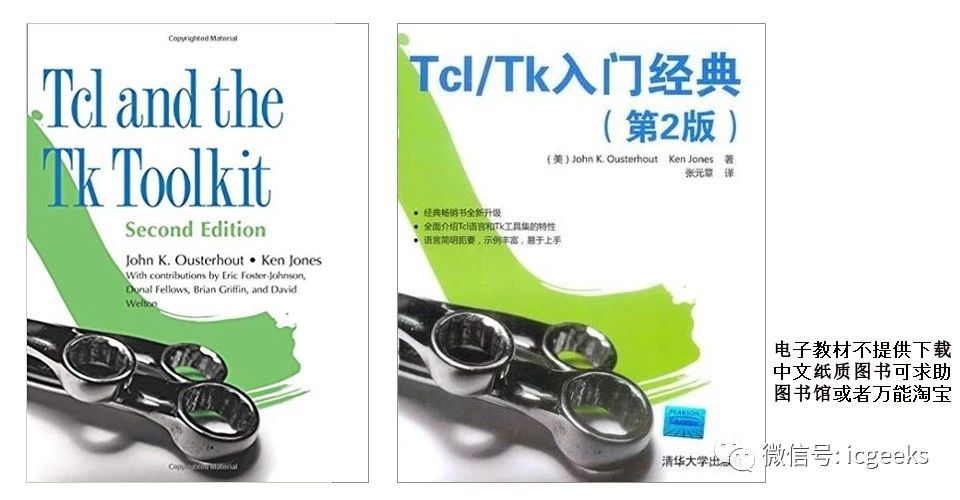 Copyrighted Material
Tcl and the
Tk Toolkit
Second Edition
John K. Ousterhout • Ken Jones
With contributions by Eric Foster-Johnson,
Donal Fellows, Brian Griffin, and David
Welton
Copyrighted Material
Tcl/Tk入门经典
(第2版)
(美) John K. Ousterhout Ken Jones 著
张元章 译
● 经典畅销书全新升级
● 全面介绍Tcl语言和Tk工具集的特性
● 语言简明扼要，示例丰富，易于上手
PEARSON
Education
清华大学出版
微信号: icgeeks
电子教材不提供下载
中文纸质图书可求助
图书馆或者万能淘宝